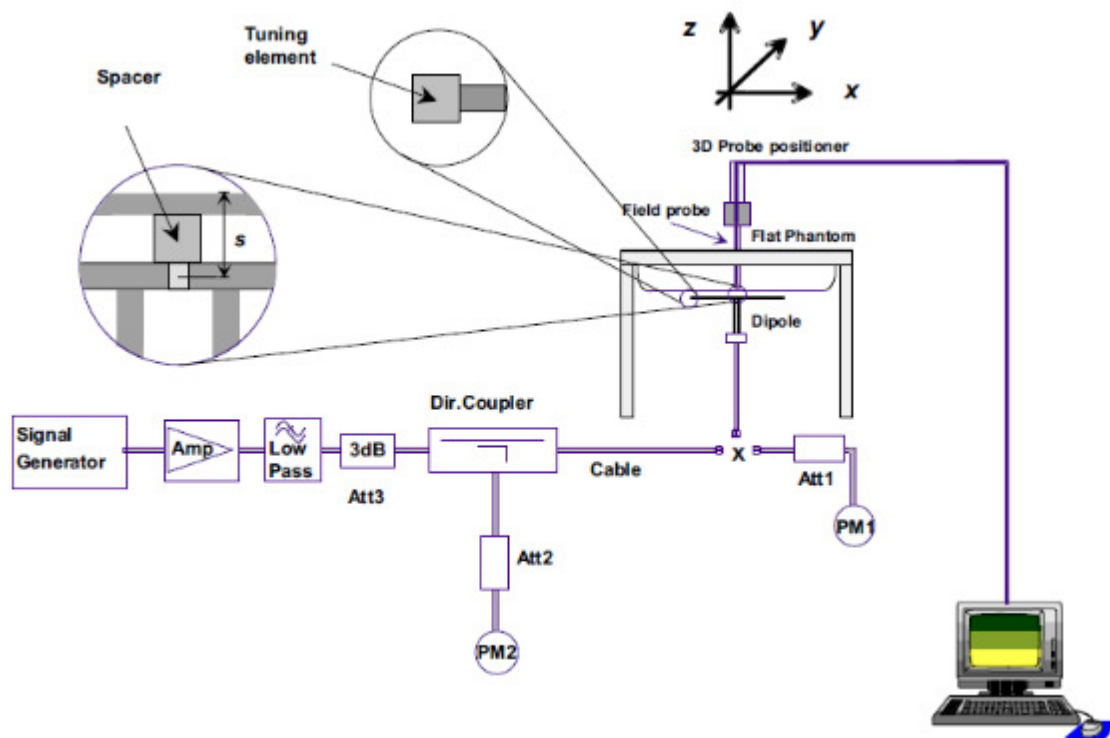 Tuning
element
Spacer
z
y
x
3D Probe positioner
Field probe
Flat Phantom
s
Dipole
Dir.Coupler
Signal
Generator
Amp
Low
Pass
3dB
Att3
Cable
X
Att1
PM1
Att2
PM2